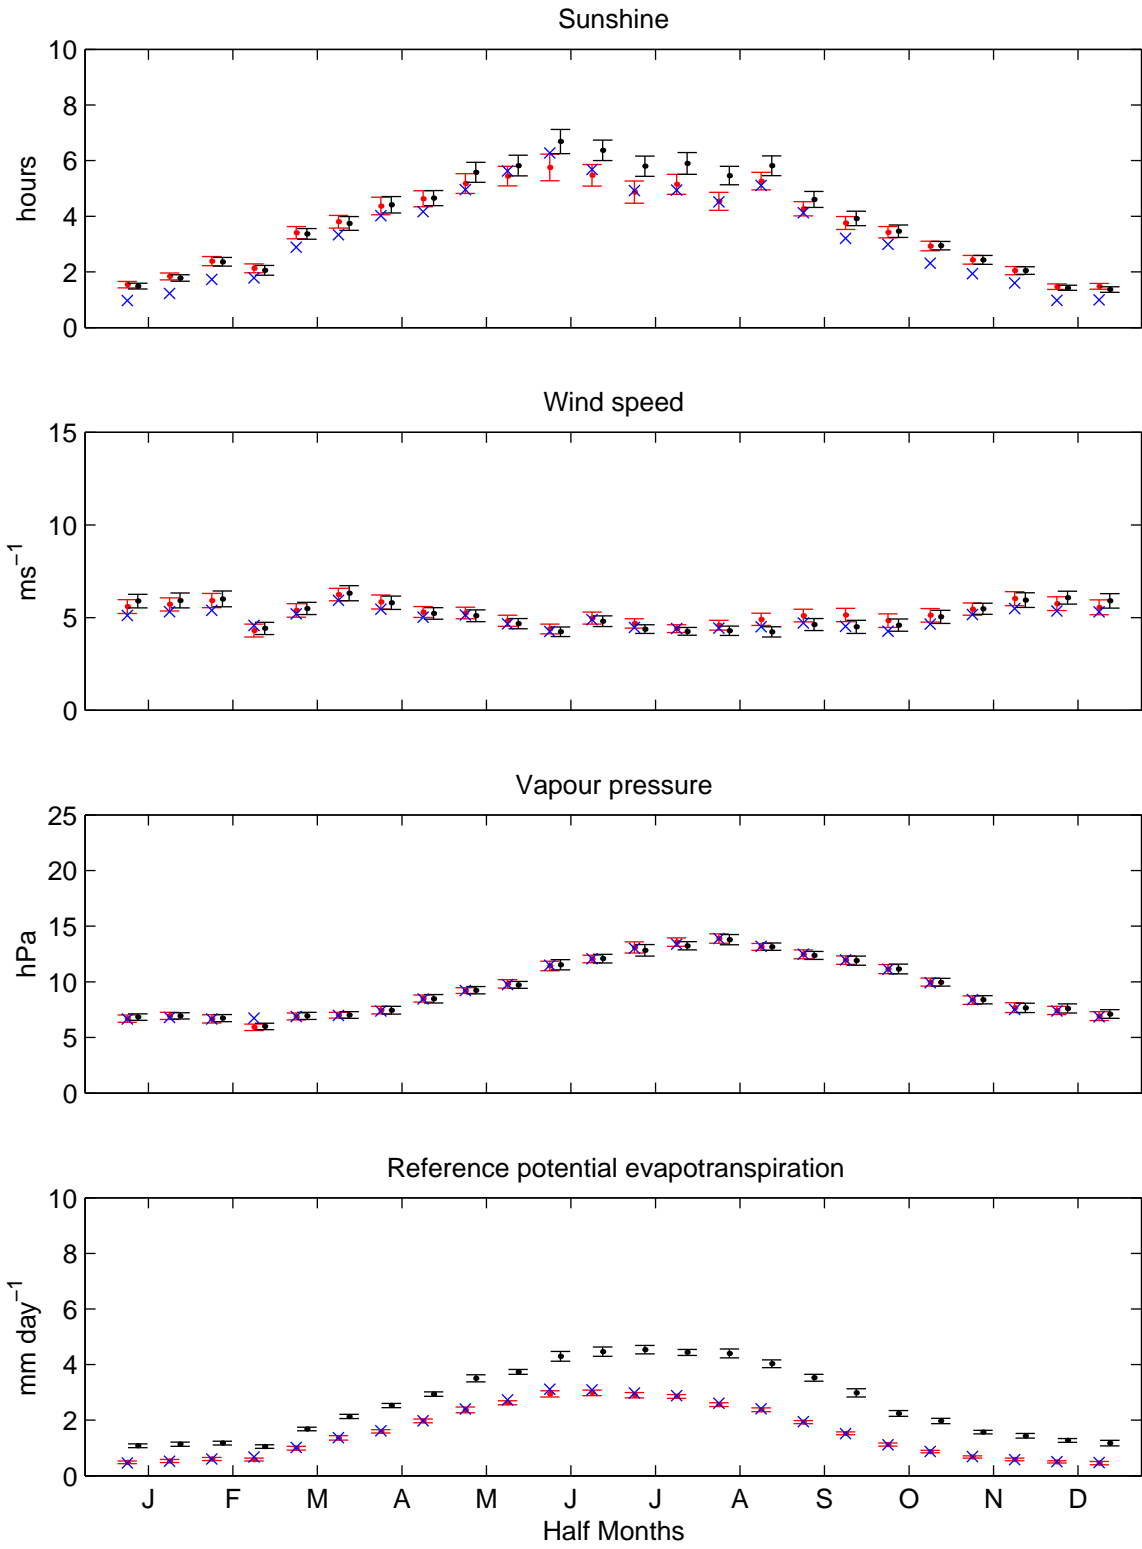 Sunshine
10
8
6
4
2
0
hours
Wind speed
15
10
5
0
ms⁻¹
Vapour pressure
25
20
15
10
5
0
hPa
Reference potential evapotranspiration
10
8
6
4
2
0
mm day⁻¹
J F M A M J J A S O N D
Half Months